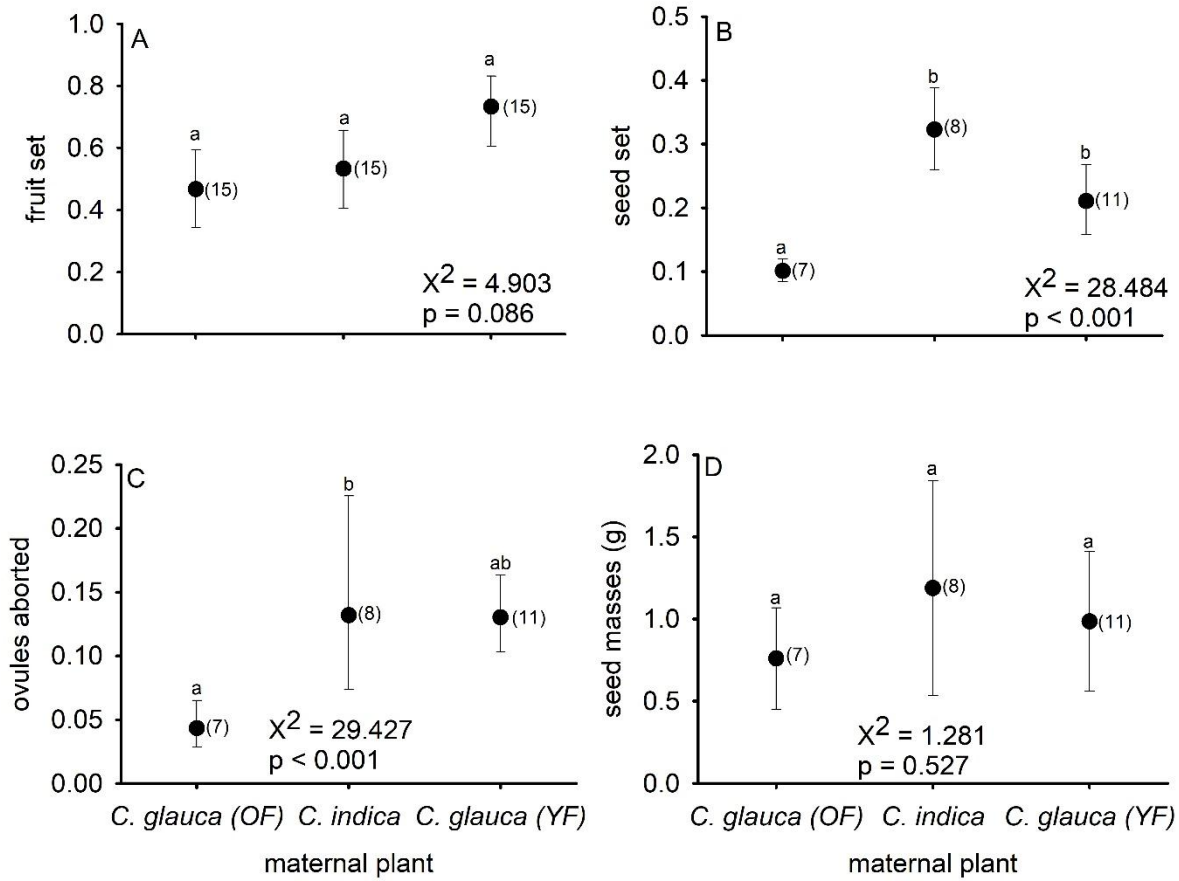 A
fruit set
1.0
0.8
0.6
0.4
0.2
0.0
a
(15)
a
(15)
a
(15)
X² = 4.903
p = 0.086
B
seed set
0.5
0.4
0.3
0.2
0.1
0.0
a
(7)
b
(8)
b
(11)
X² = 28.484
p < 0.001
C
ovules aborted
0.25
0.20
0.15
0.10
0.05
0.00
a
(7)
b
(8)
ab
(11)
X² = 29.427
p < 0.001
C. glauca (OF) C. indica C. glauca (YF)
maternal plant
D
seed masses (g)
2.0
1.5
1.0
0.5
0.0
a
(7)
a
(8)
a
(11)
X² = 1.281
p = 0.527
C. glauca (OF) C. indica C. glauca (YF)
maternal plant